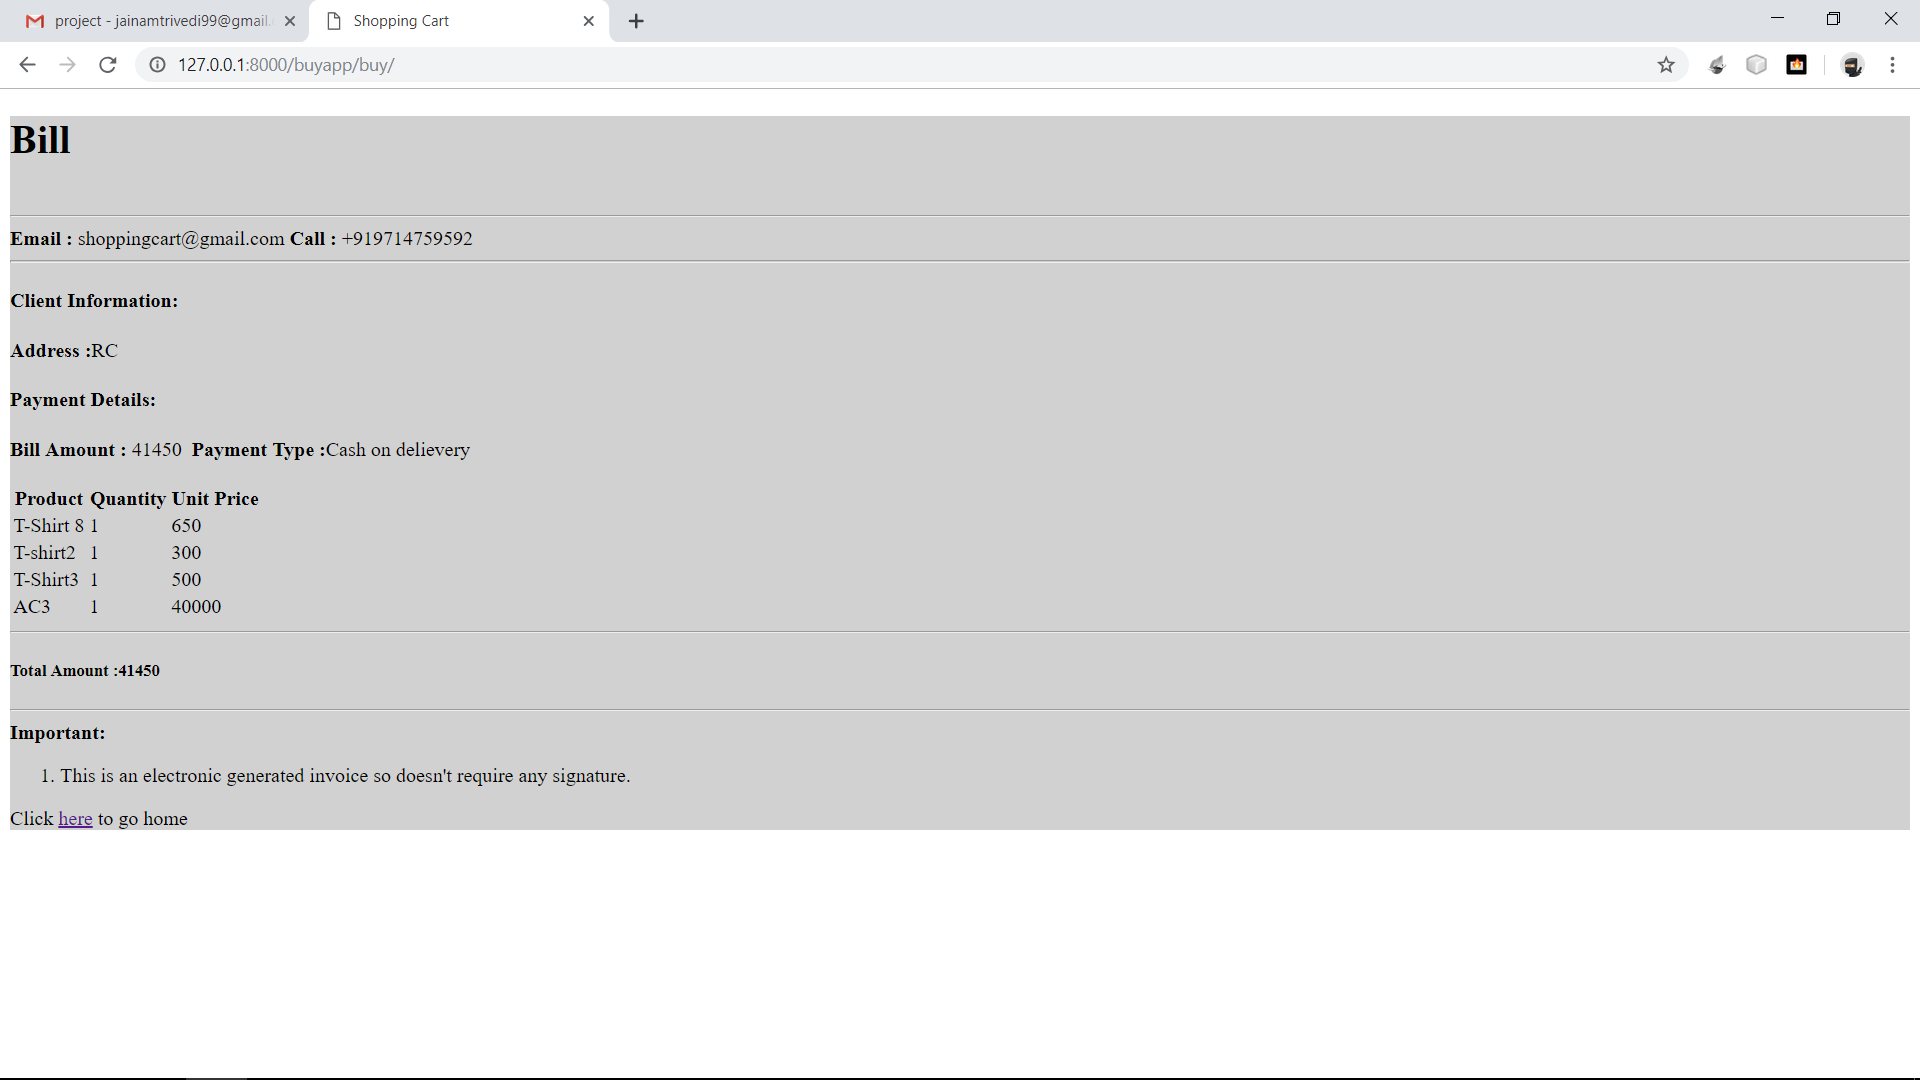 project - jainamtrivedi99@gmail.
Shopping Cart
127.0.0.1:8000/buyapp/buy/
Bill
Email : shoppingcart@gmail.com Call : +919714759592
Client Information:
Address :RC
Payment Details:
Bill Amount : 41450 Payment Type :Cash on delievery
Product Quantity Unit Price
T-Shirt 8 1 650
T-shirt2 1 300
T-Shirt3 1 500
AC3 1 40000
Total Amount :41450
Important:
1. This is an electronic generated invoice so doesn't require any signature.
Click here to go home